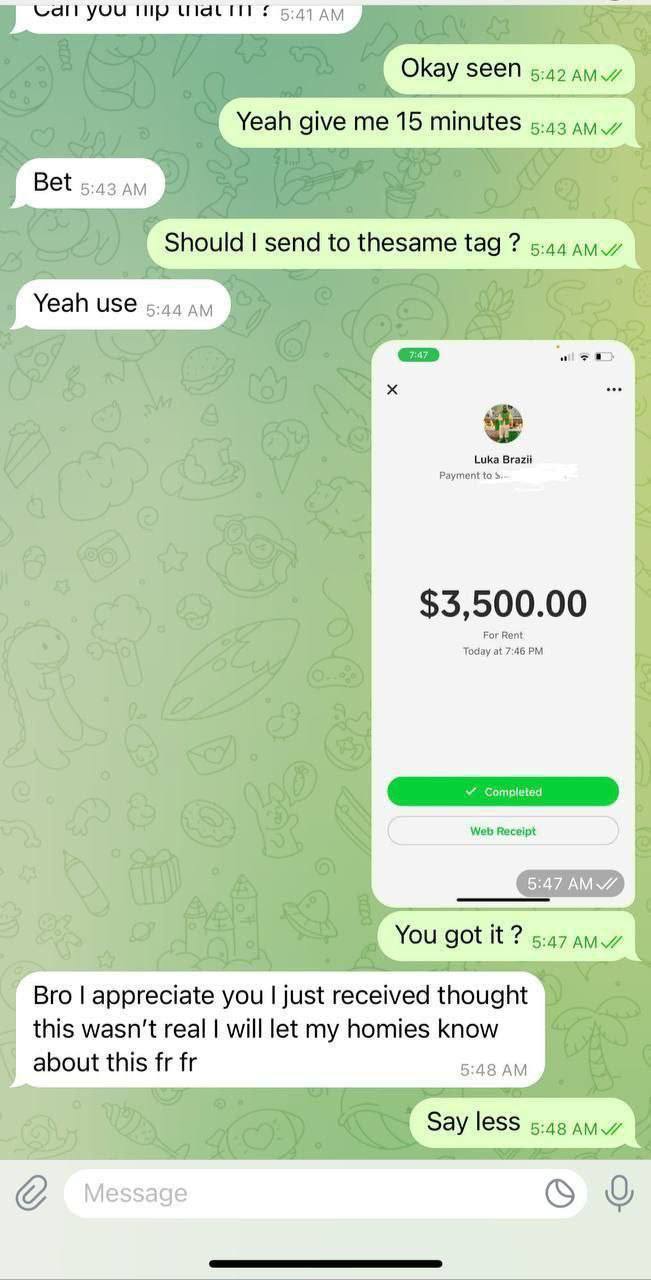 Can you flip that rn ? 5:41 AM
Okay seen 5:42 AM
Yeah give me 15 minutes 5:43 AM
Bet 5:43 AM
Should I send to thesame tag ? 5:44 AM
Yeah use 5:44 AM
7:47
Luka Brazii
Payment to
$3,500.00
For Rent
Today at 7:46 PM
Completed
Web Receipt
5:47 AM
You got it ? 5:47 AM
Bro I appreciate you I just received thought
this wasn't real I will let my homies know
about this fr fr 5:48 AM
Say less 5:48 AM
Message